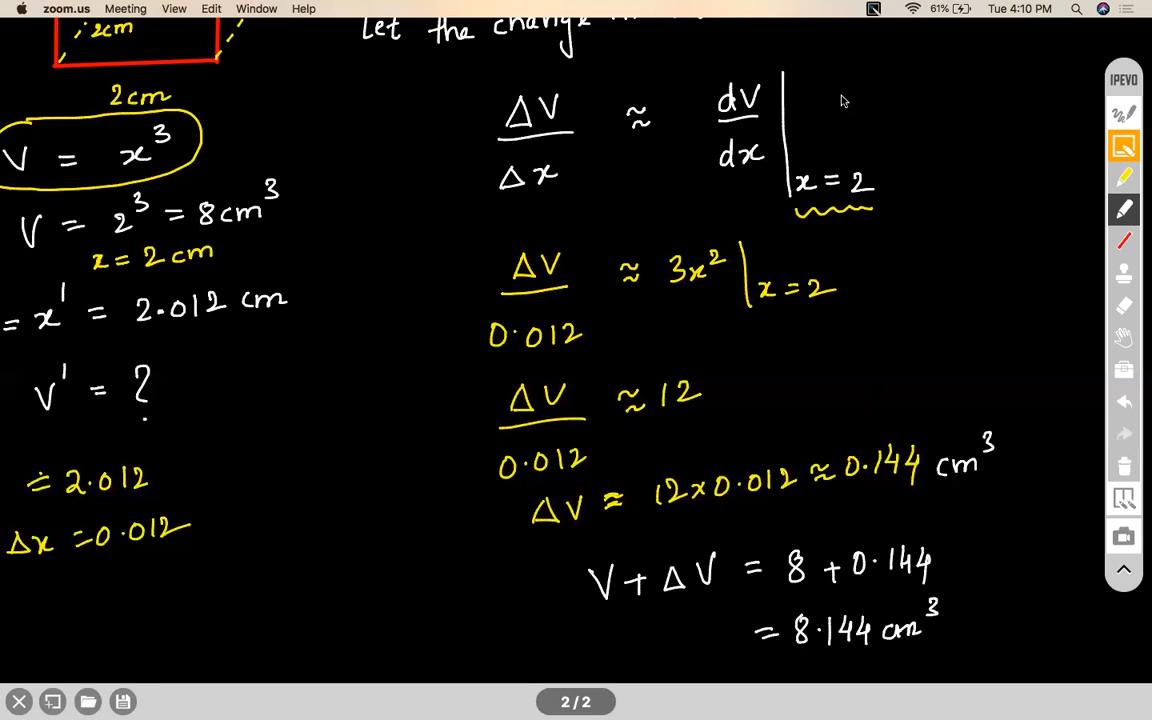 zoom.us Meeting View Edit Window Help 61% Tue 4:10 PM
2cm
Let the change
2cm
V = x³
V = 2³ = 8cm³
x = 2 cm
= x' = 2.012 cm
V' = ?
= 2.012
Δx = 0.012
ΔV/Δx ≈ dV/dx | x = 2
ΔV/0.012 ≈ 3x² | x = 2
ΔV/0.012 ≈ 12
ΔV ≈ 12x0.012 ≈ 0.144 cm³
V + ΔV = 8 + 0.144
= 8.144 cm³
IPEVO
2/2